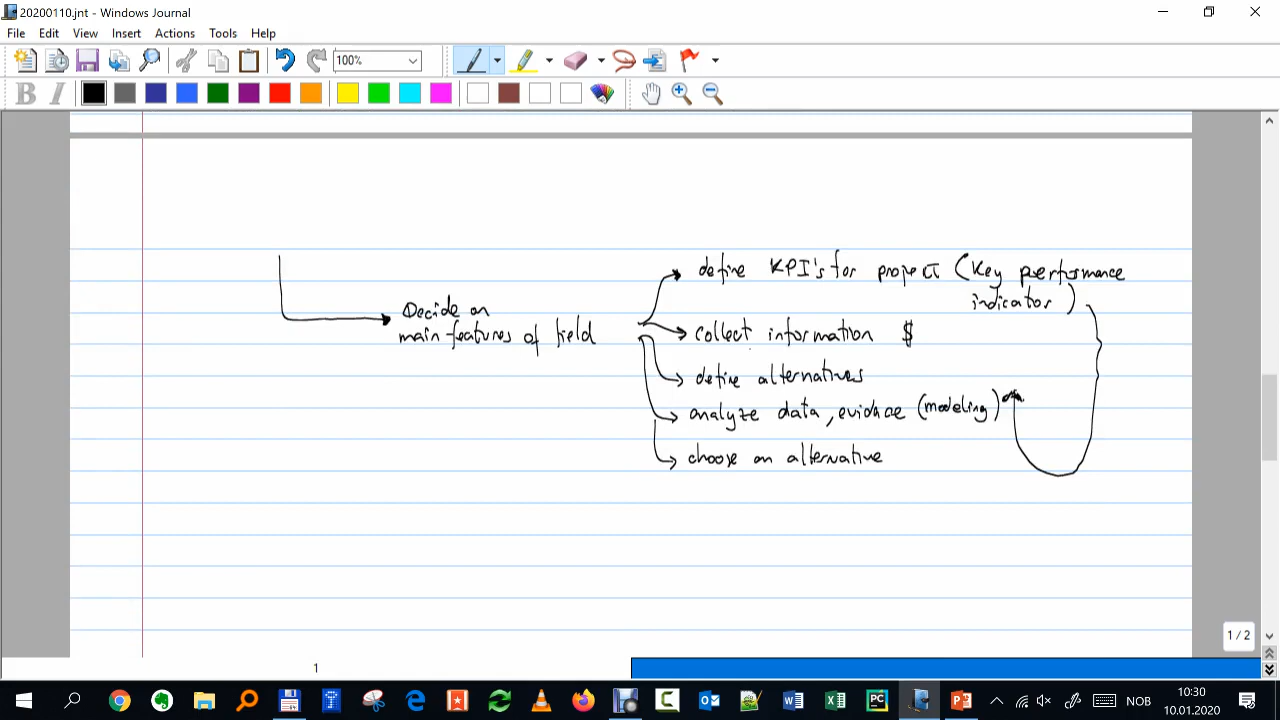 20200110.jnt - Windows Journal
File Edit View Insert Actions Tools Help
100%
B I
define KPI's for project (Key performance
indicator)
Decide on
main features of field
collect information $
define alternatives
analyze data, evidence (modeling)
choose an alternative
1 / 2
1
NOB
10:30
10.01.2020